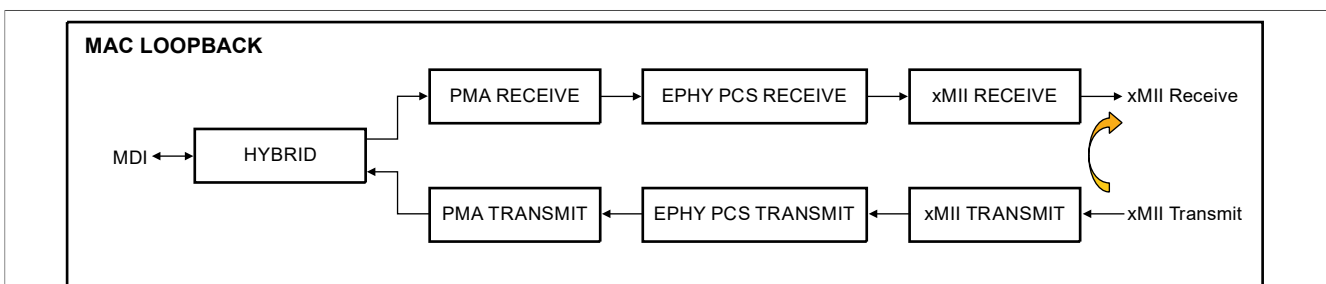 MAC LOOPBACK
PMA RECEIVE
EPHY PCS RECEIVE
xMII RECEIVE
xMII Receive
MDI
HYBRID
PMA TRANSMIT
EPHY PCS TRANSMIT
xMII TRANSMIT
xMII Transmit